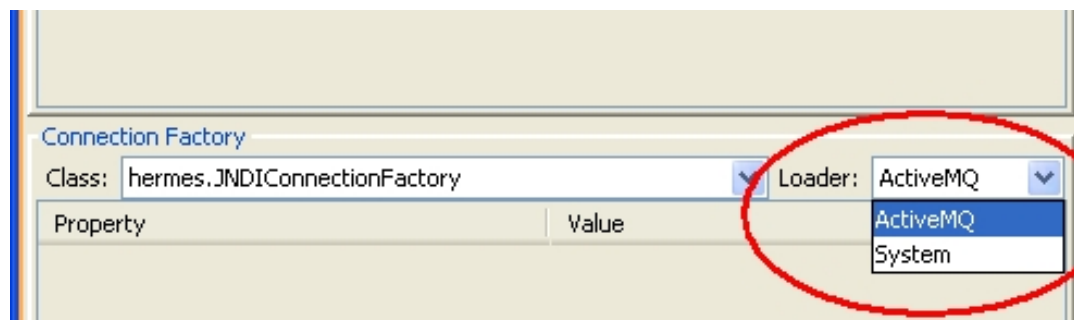 Connection Factory
Class: hermes.JNDIConnectionFactory Loader: ActiveMQ
Property Value ActiveMQ
System